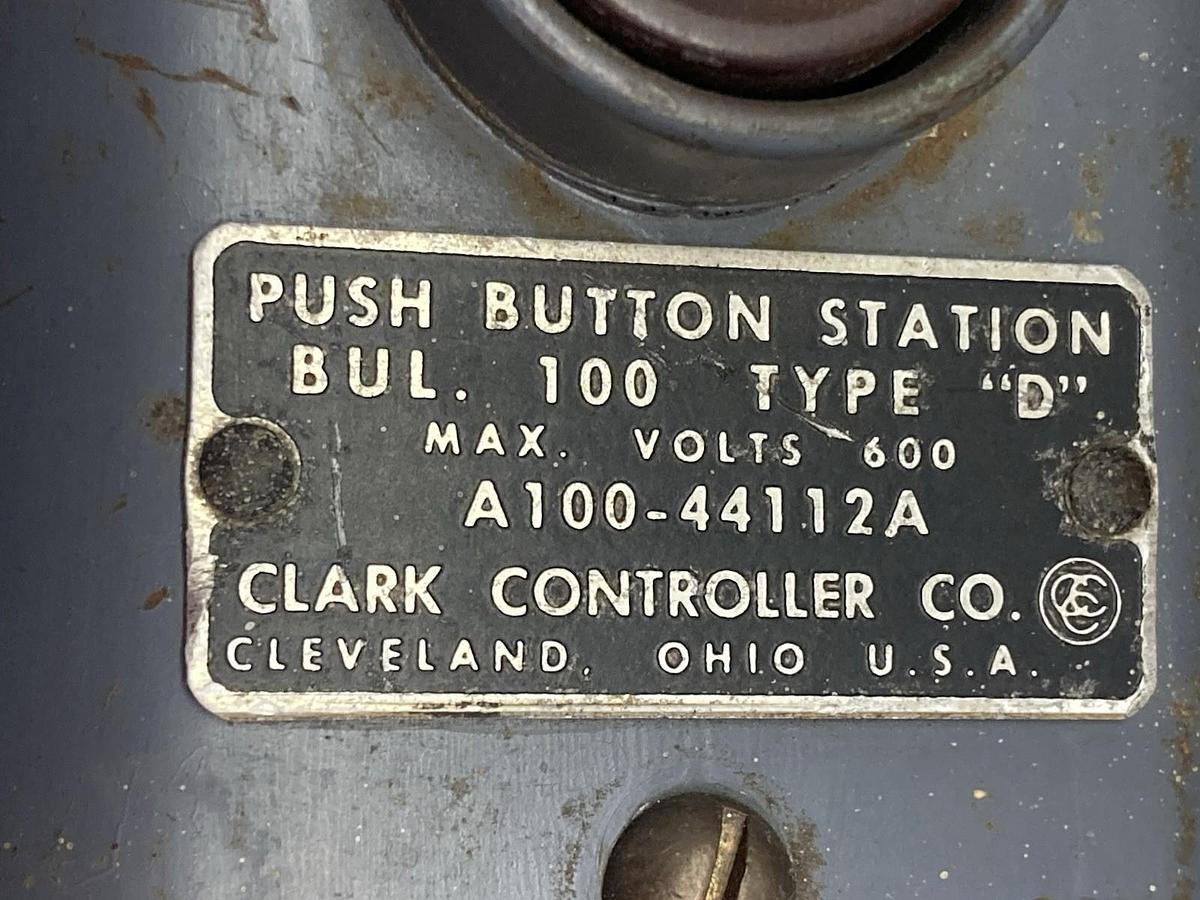 PUSH BUTTON STATION
BUL. 100 TYPE “D”
MAX. VOLTS 600
A100-44112A
CLARK CONTROLLER CO.
CLEVELAND, OHIO U.S.A.